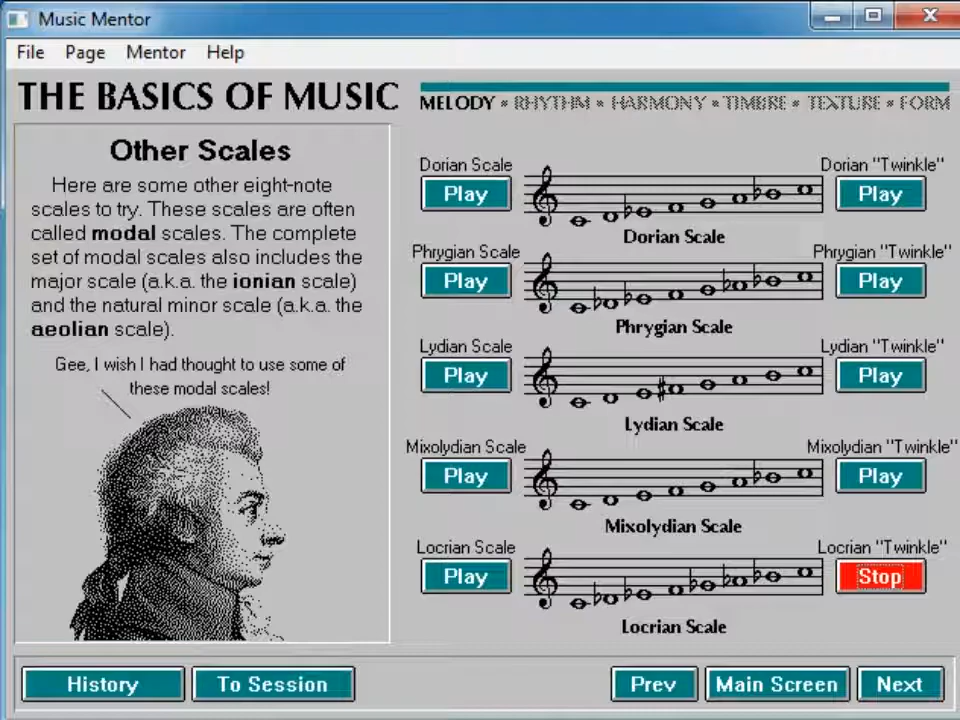 Music Mentor
File Page Mentor Help
THE BASICS OF MUSIC
MELODY • RHYTHM • HARMONY • TIMBRE • TEXTURE • FORM
Other Scales
Here are some other eight-note
scales to try. These scales are often
called modal scales. The complete
set of modal scales also includes the
major scale (a.k.a. the ionian scale)
and the natural minor scale (a.k.a. the
aeolian scale).
Gee, I wish I had thought to use some of
these modal scales!
Dorian Scale
Play
Dorian Scale
Dorian "Twinkle"
Play
Phrygian Scale
Play
Phrygian Scale
Phrygian "Twinkle"
Play
Lydian Scale
Play
Lydian Scale
Lydian "Twinkle"
Play
Mixolydian Scale
Play
Mixolydian Scale
Mixolydian "Twinkle"
Play
Locrian Scale
Play
Locrian Scale
Locrian "Twinkle"
Stop
History
To Session
Prev
Main Screen
Next